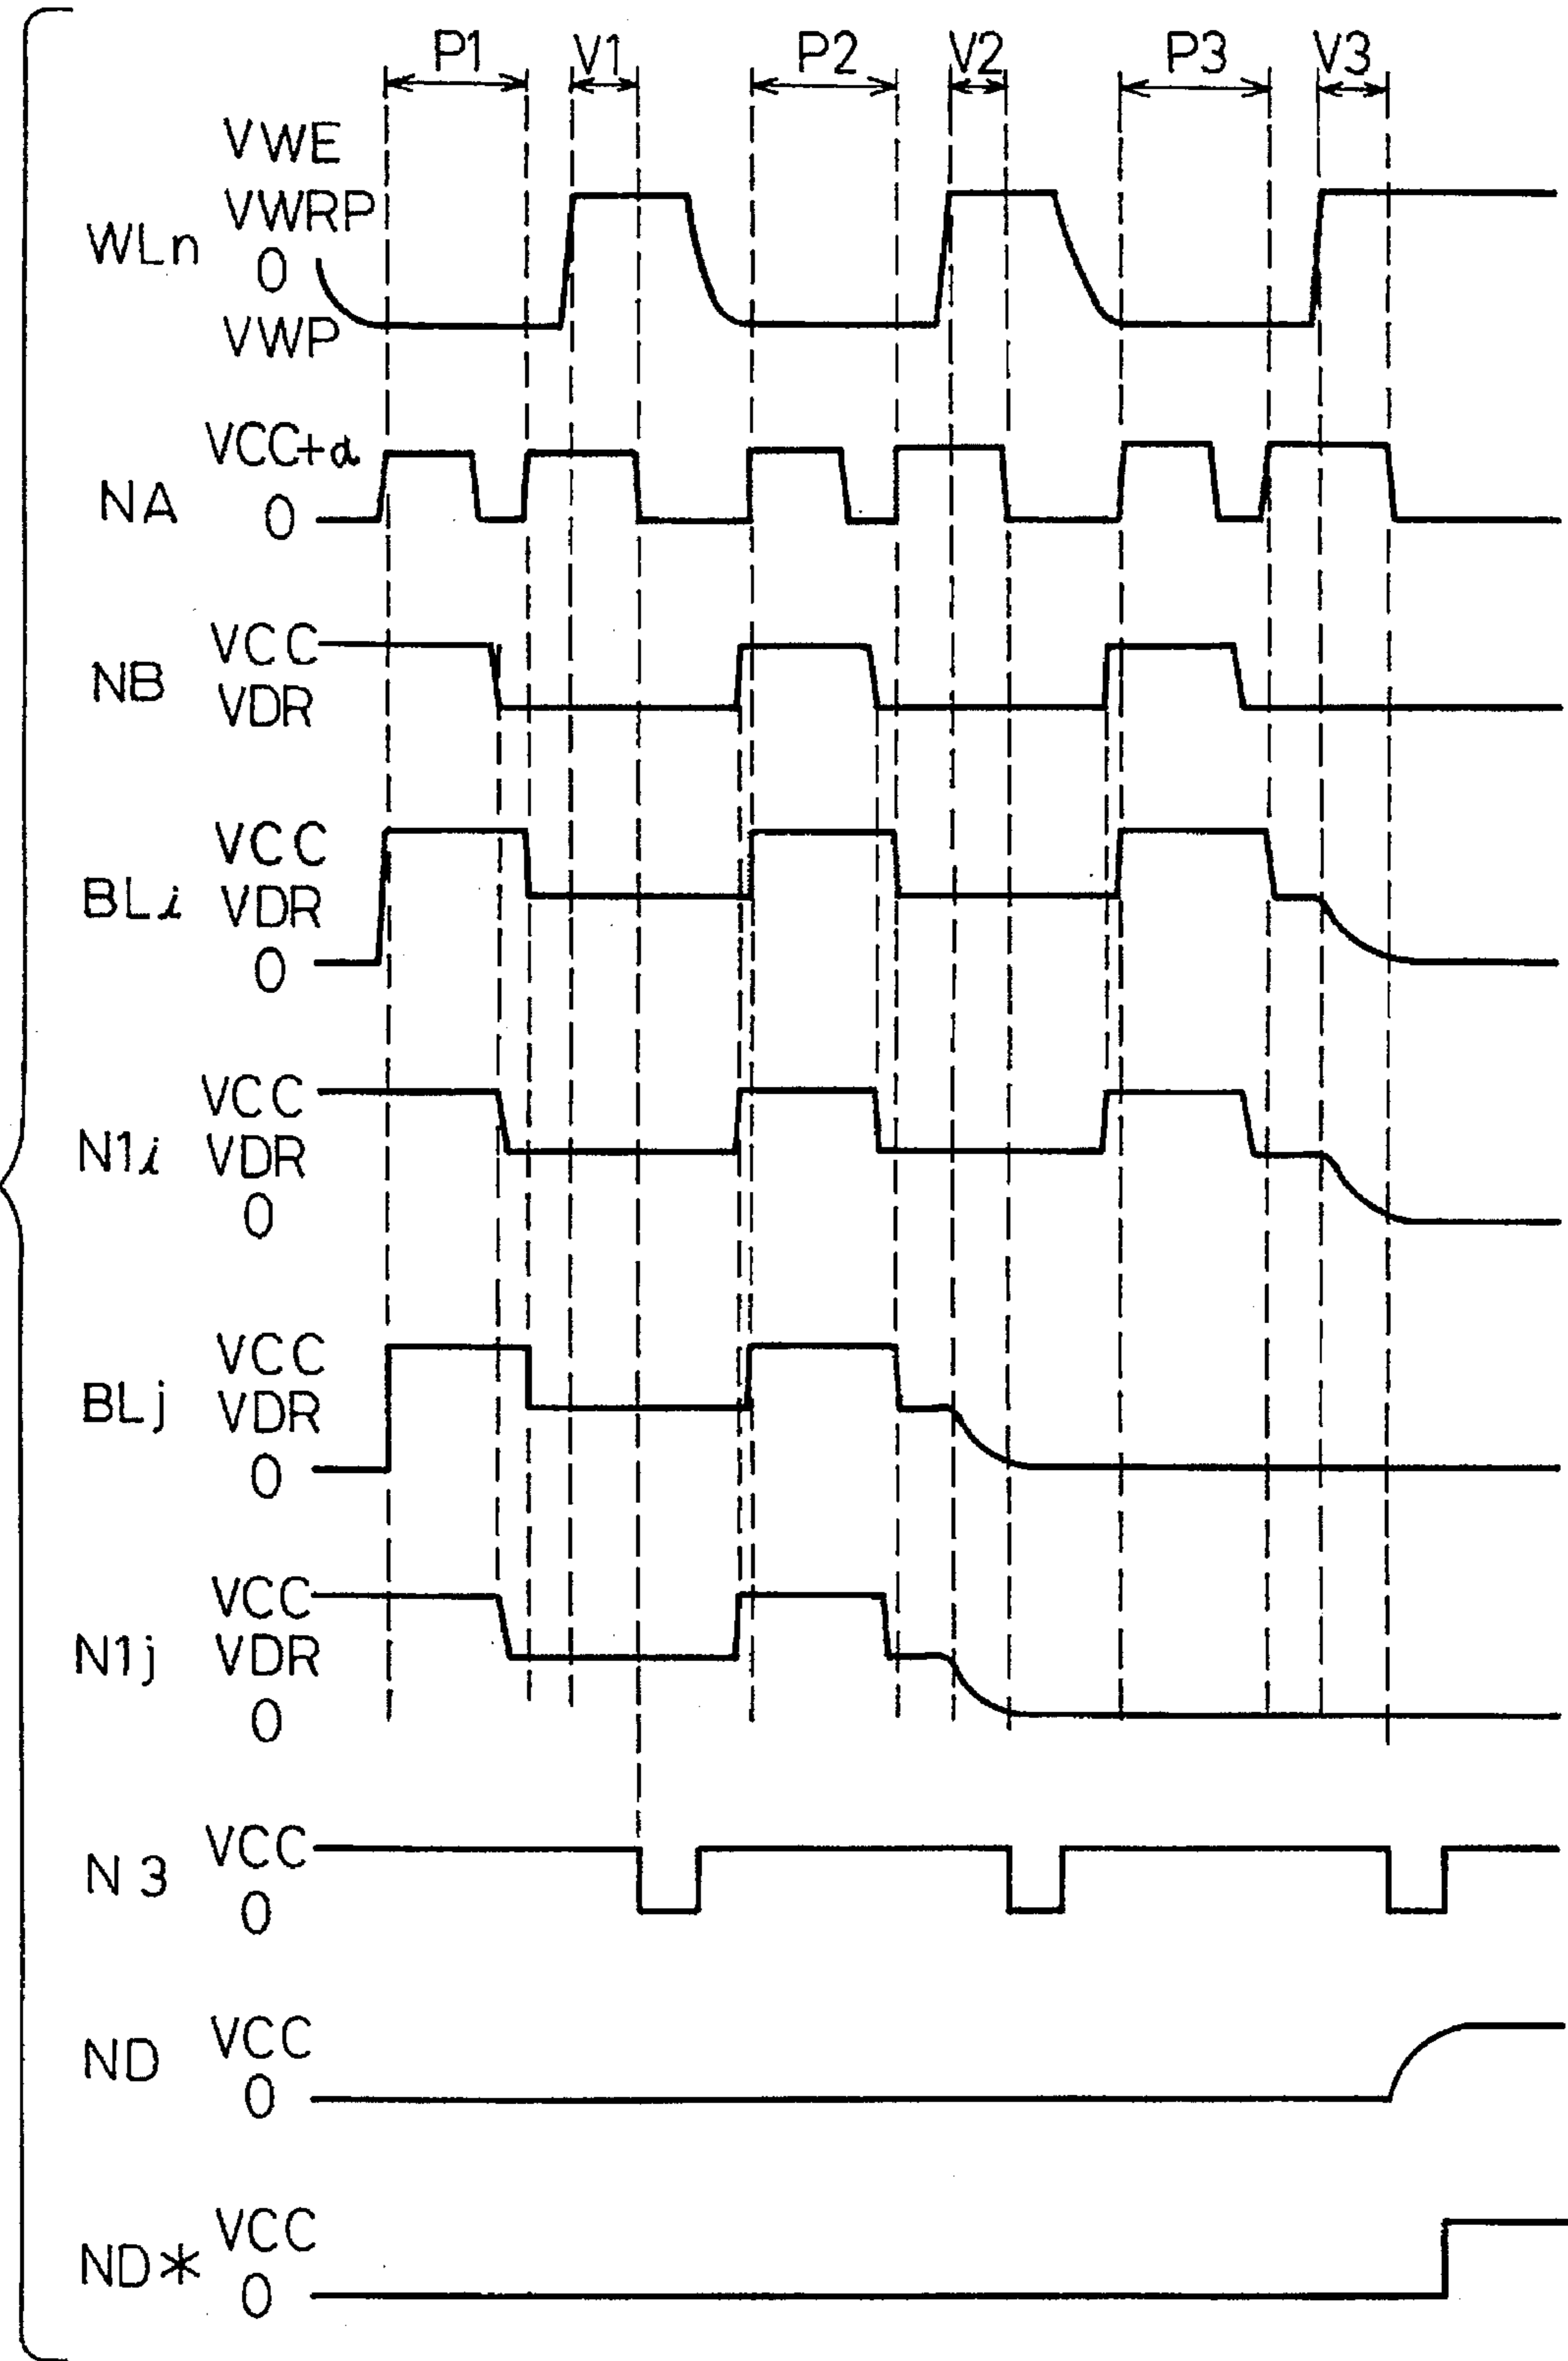 P1 V1 P2 V2 P3 V3
VWE
VWRP
WLn
0
VWP
VCC+α
NA 0
VCC
NB
VDR
VCC
BLi VDR
0
VCC
N1i VDR
0
VCC
BLj VDR
0
VCC
N1j VDR
0
VCC
N3
0
VCC
ND
0
VCC
ND*
0